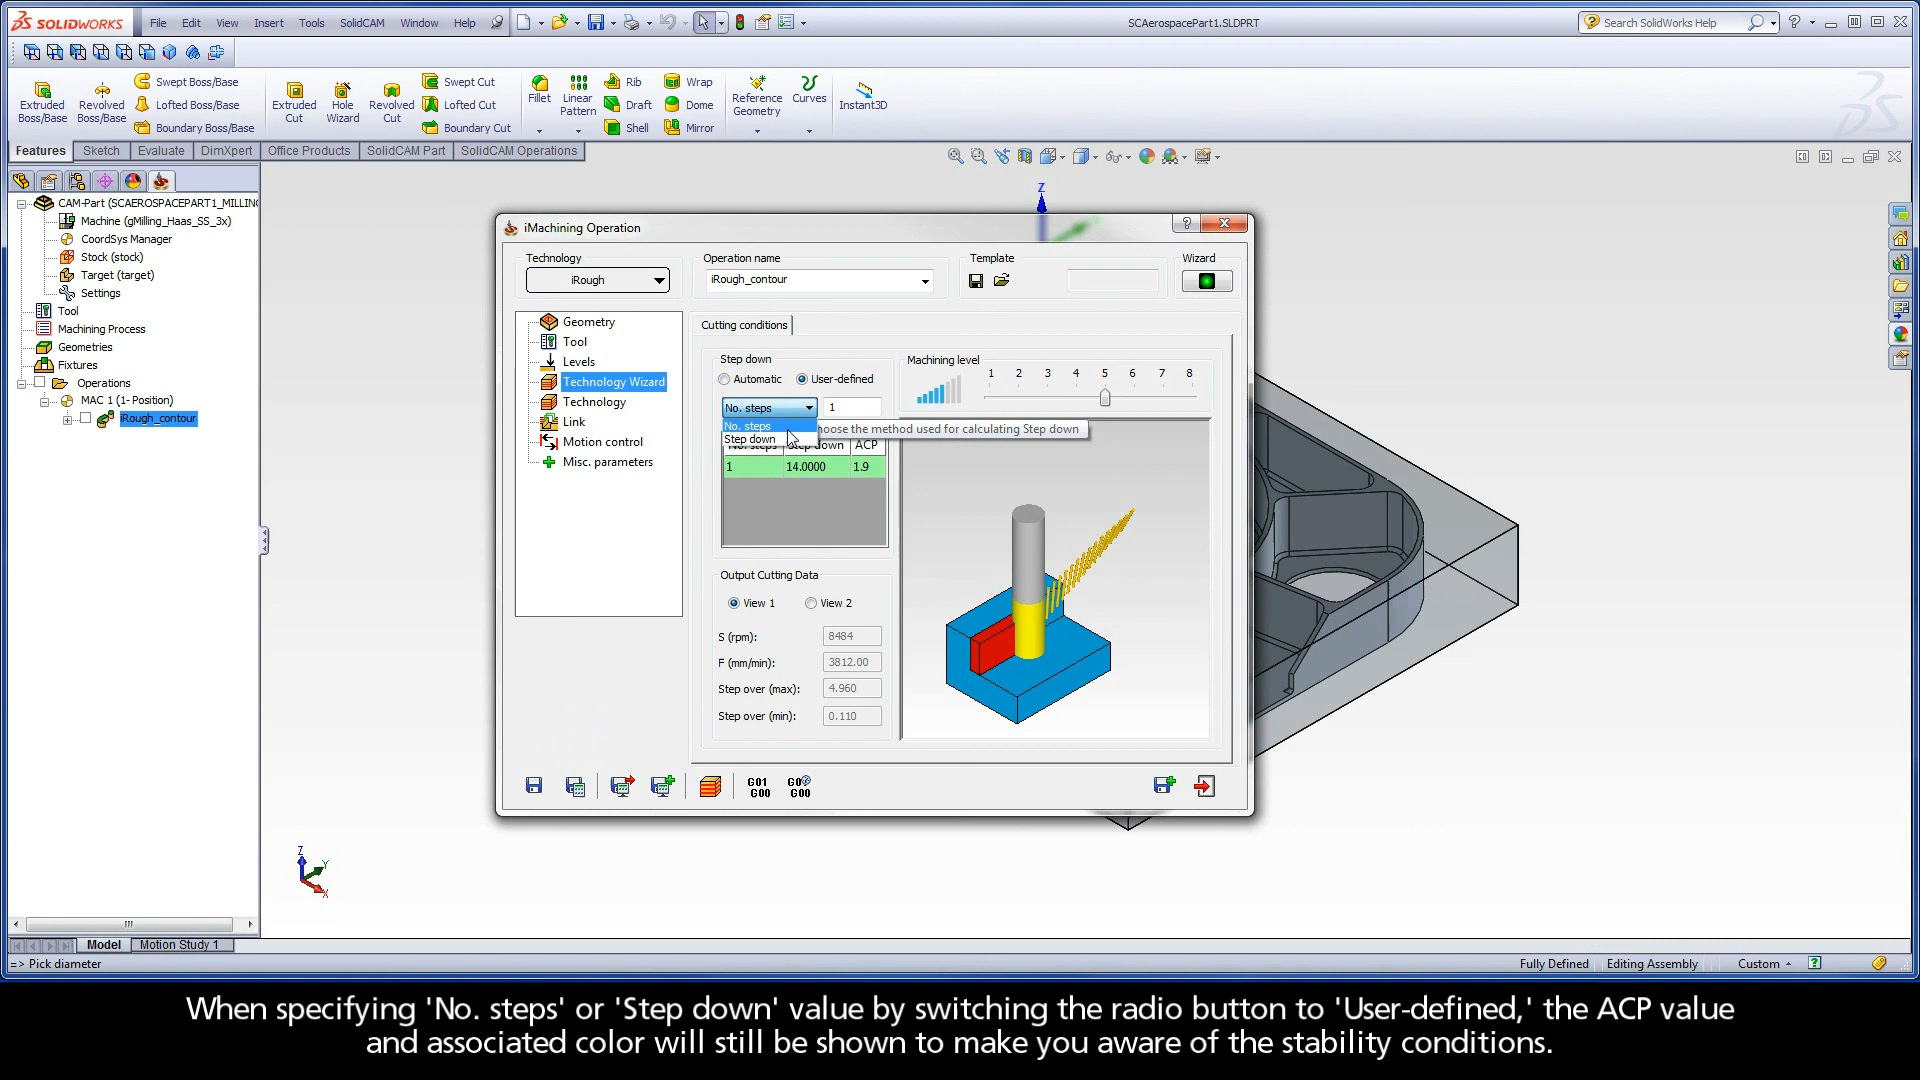 SOLIDWORKS File Edit View Insert Tools SolidCAM Window Help SCAerospacePart1.SLDPRT Search SolidWorks Help
Extruded Boss/Base
Revolved Boss/Base
Swept Boss/Base
Lofted Boss/Base
Boundary Boss/Base
Extruded Cut
Hole Wizard
Revolved Cut
Swept Cut
Lofted Cut
Boundary Cut
Fillet
Linear Pattern
Rib
Draft
Shell
Wrap
Dome
Mirror
Reference Geometry
Curves
Instant3D
Features Sketch Evaluate DimXpert Office Products SolidCAM Part SolidCAM Operations
CAM-Part (SCAEROSPACEPART1_MILLIN
Machine (gMilling_Haas_SS_3x)
CoordSys Manager
Stock (stock)
Target (target)
Settings
Tool
Machining Process
Geometries
Fixtures
Operations
MAC 1 (1- Position)
iRough_contour
Z
iMachining Operation
Technology
iRough
Operation name
iRough_contour
Template
Wizard
Geometry
Tool
Levels
Technology Wizard
Technology
Link
Motion control
Misc. parameters
Cutting conditions
Step down
Automatic User-defined
No. steps 1
No. steps
Step down
hoose the method used for calculating Step down
ACP
1 14.0000 1.9
Machining level
1 2 3 4 5 6 7 8
Output Cutting Data
View 1 View 2
S (rpm): 8484
F (mm/min): 3812.00
Step over (max): 4.960
Step over (min): 0.110
G01 G00
G00
Z
Y
X
Model Motion Study 1
=> Pick diameter Fully Defined Editing Assembly Custom
When specifying 'No. steps' or 'Step down' value by switching the radio button to 'User-defined,' the ACP value
and associated color will still be shown to make you aware of the stability conditions.